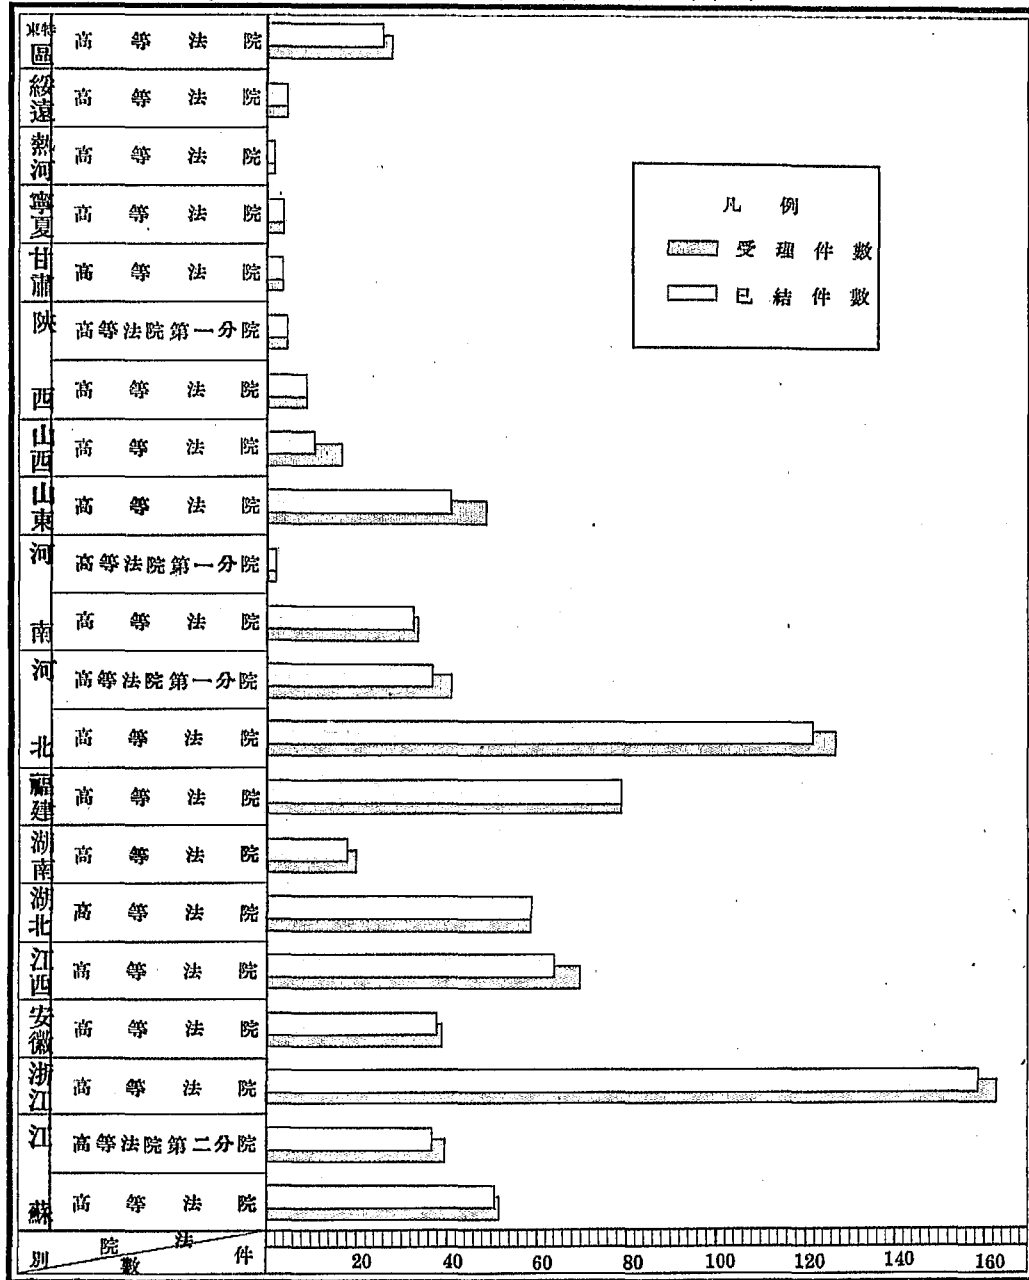 東特區 高等法院
綏遠 高等法院
熱河 高等法院
寧夏 高等法院
甘肅 高等法院
陝西 高等法院第一分院
高等法院
山西 高等法院
山東 高等法院
河南 高等法院第一分院
高等法院
河北 高等法院第一分院
高等法院
福建 高等法院
湖南 高等法院
湖北 高等法院
江西 高等法院
安徽 高等法院
浙江 高等法院
江蘇 高等法院第二分院
高等法院
凡例
受理件數
已結件數
別 院法 件數
20 40 60 80 100 120 140 160